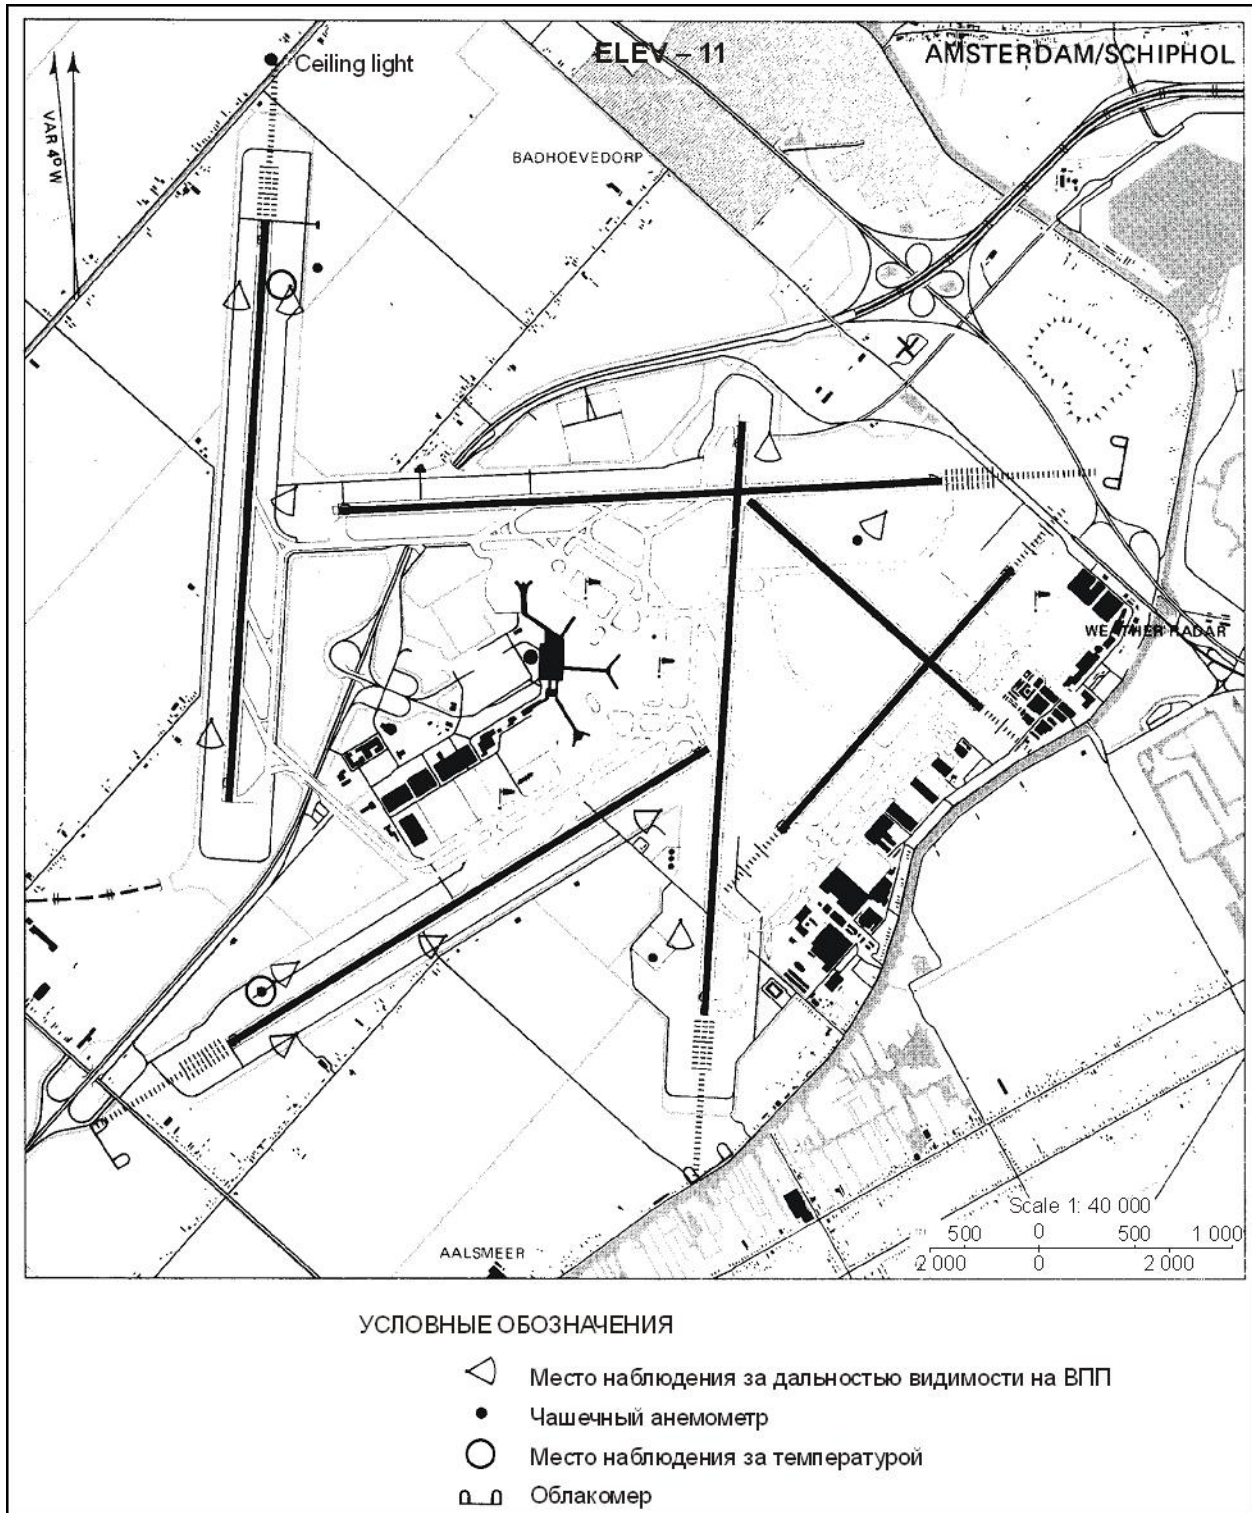 ELEV – 11
AMSTERDAM/SCHIPHOL
Ceiling light
VAR 4° W
BADHOEVEDORP
WEATHER RADAR
AALSMEER
Scale 1: 40 000
500 0 500 1 000
2 000 0 2 000
УСЛОВНЫЕ ОБОЗНАЧЕНИЯ
Место наблюдения за дальностью видимости на ВПП
Чашечный анемометр
Место наблюдения за температурой
Облакомер